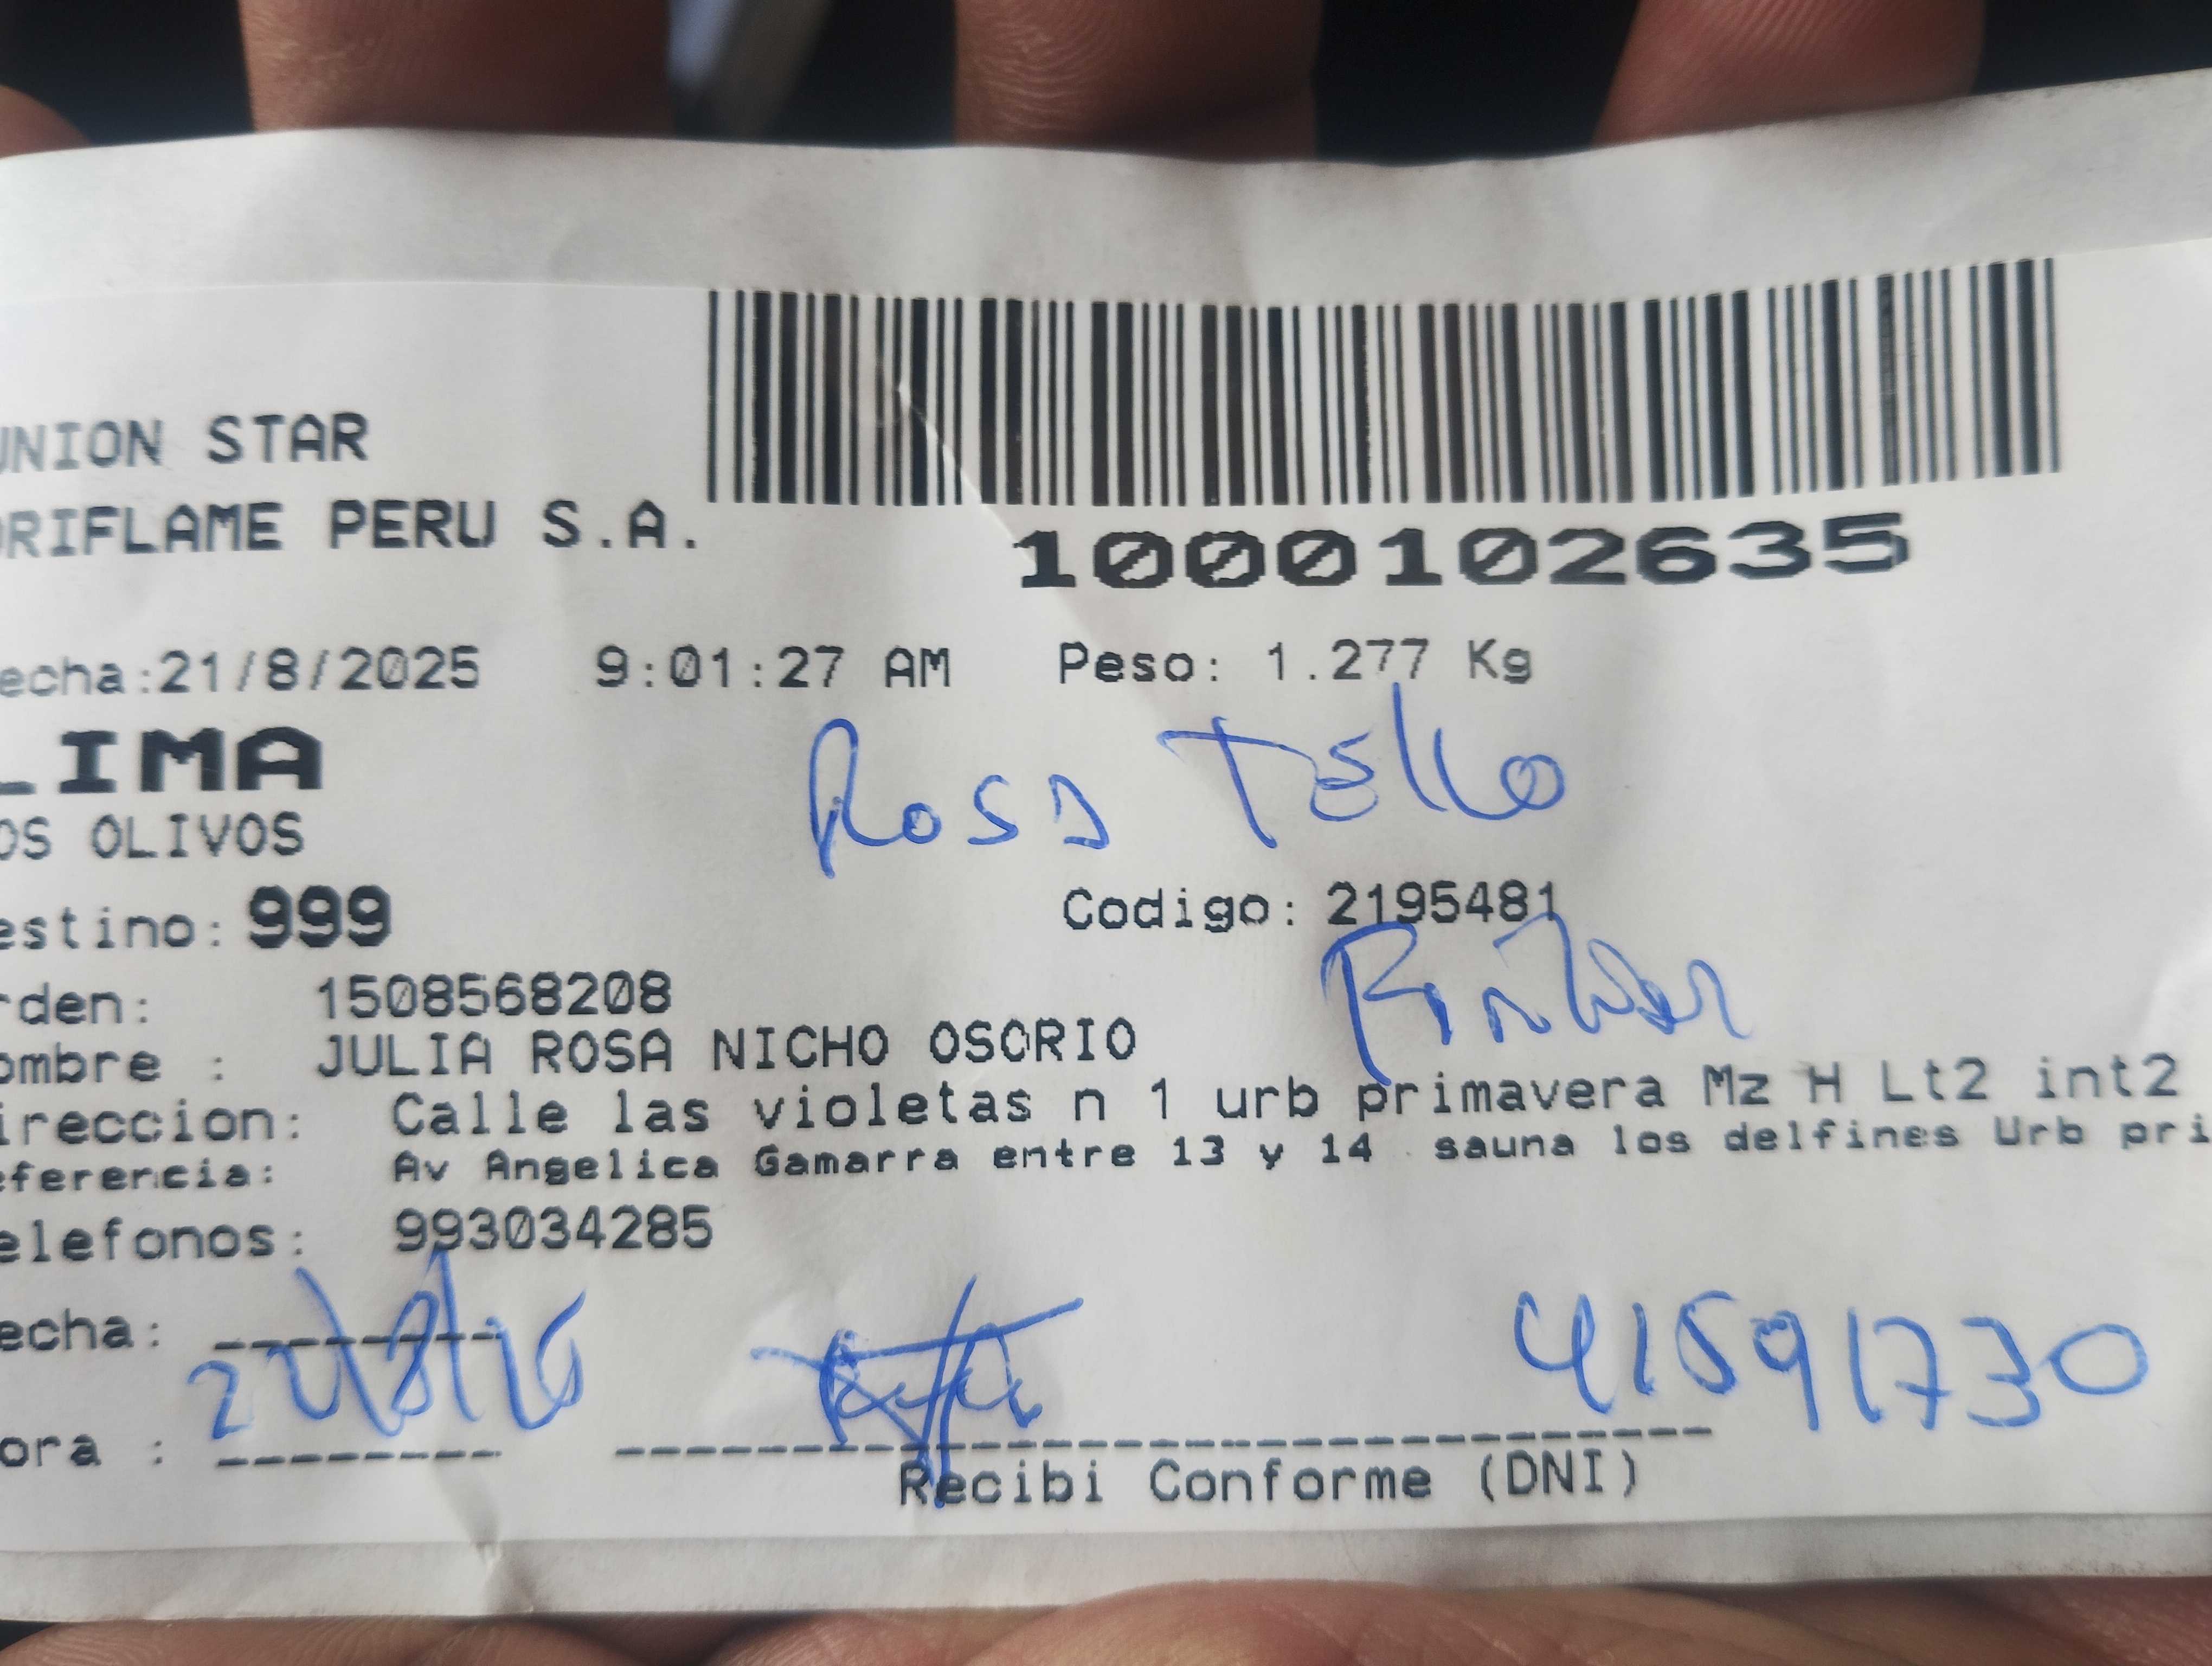 UNION STAR
ORIFLAME PERU S.A.
1000102635
echa:21/8/2025 9:01:27 AM Peso: 1.277 Kg
LIMA
Rosa Tello
OS OLIVOS
estino: 999 Codigo: 2195481
rden: 1508568208
ombre : JULIA ROSA NICHO OSORIO
ireccion: Calle las violetas n 1 urb primavera Mz H Lt2 int2
eferencia: Av Angelica Gamarra entre 13 y 14 sauna los delfines Urb pri
elefonos: 993034285
echa:
41591730
ora :
Recibi Conforme (DNI)